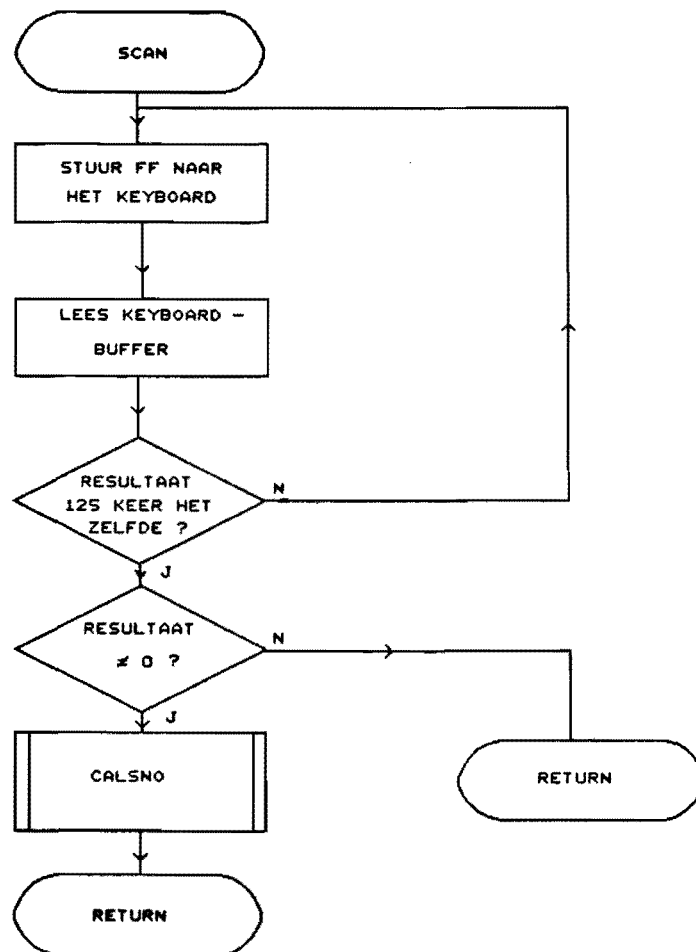 SCAN
STUUR FF NAAR
HET KEYBOARD
LEES KEYBOARD -
BUFFER
RESULTAAT
125 KEER HET
ZELFDE ?
N
J
RESULTAAT
≠ 0 ?
N
J
CALSNO
RETURN
RETURN